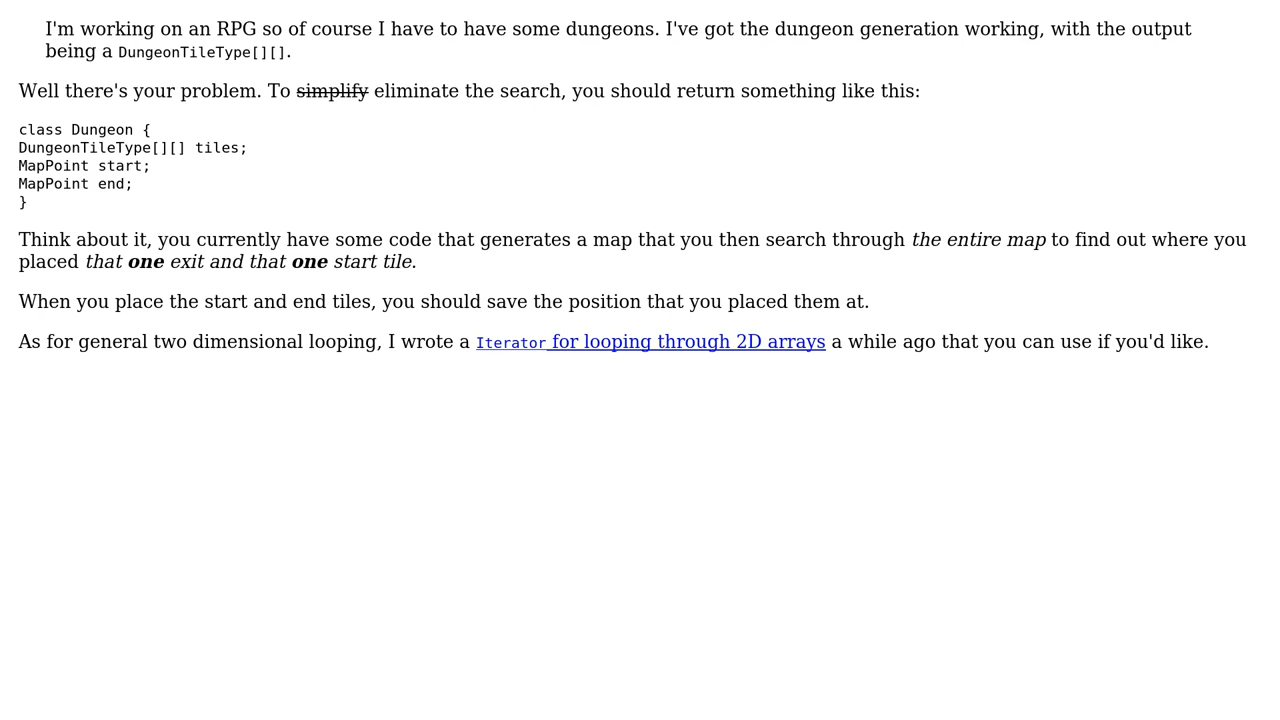 I'm working on an RPG so of course I have to have some dungeons. I've got the dungeon generation working, with the output
being a DungeonTileType[][].
Well there's your problem. To simplify eliminate the search, you should return something like this:
class Dungeon {
DungeonTileType[][] tiles;
MapPoint start;
MapPoint end;
}
Think about it, you currently have some code that generates a map that you then search through the entire map to find out where you
placed that one exit and that one start tile.
When you place the start and end tiles, you should save the position that you placed them at.
As for general two dimensional looping, I wrote a Iterator for looping through 2D arrays a while ago that you can use if you'd like.